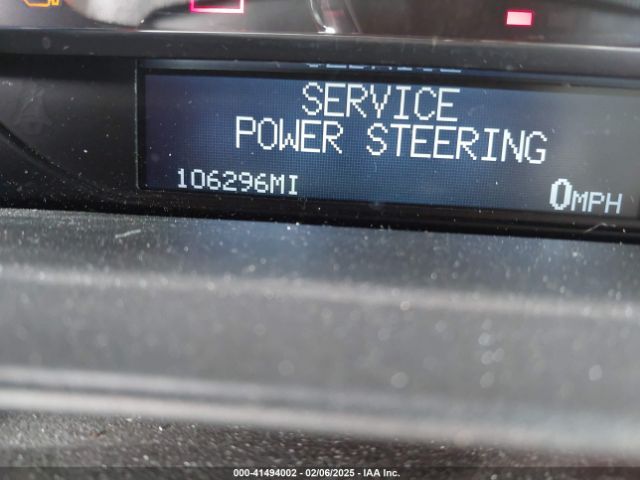 SERVICE
POWER STEERING
106296MI
0MPH
000-41494002 - 02/06/2025 - IAA Inc.